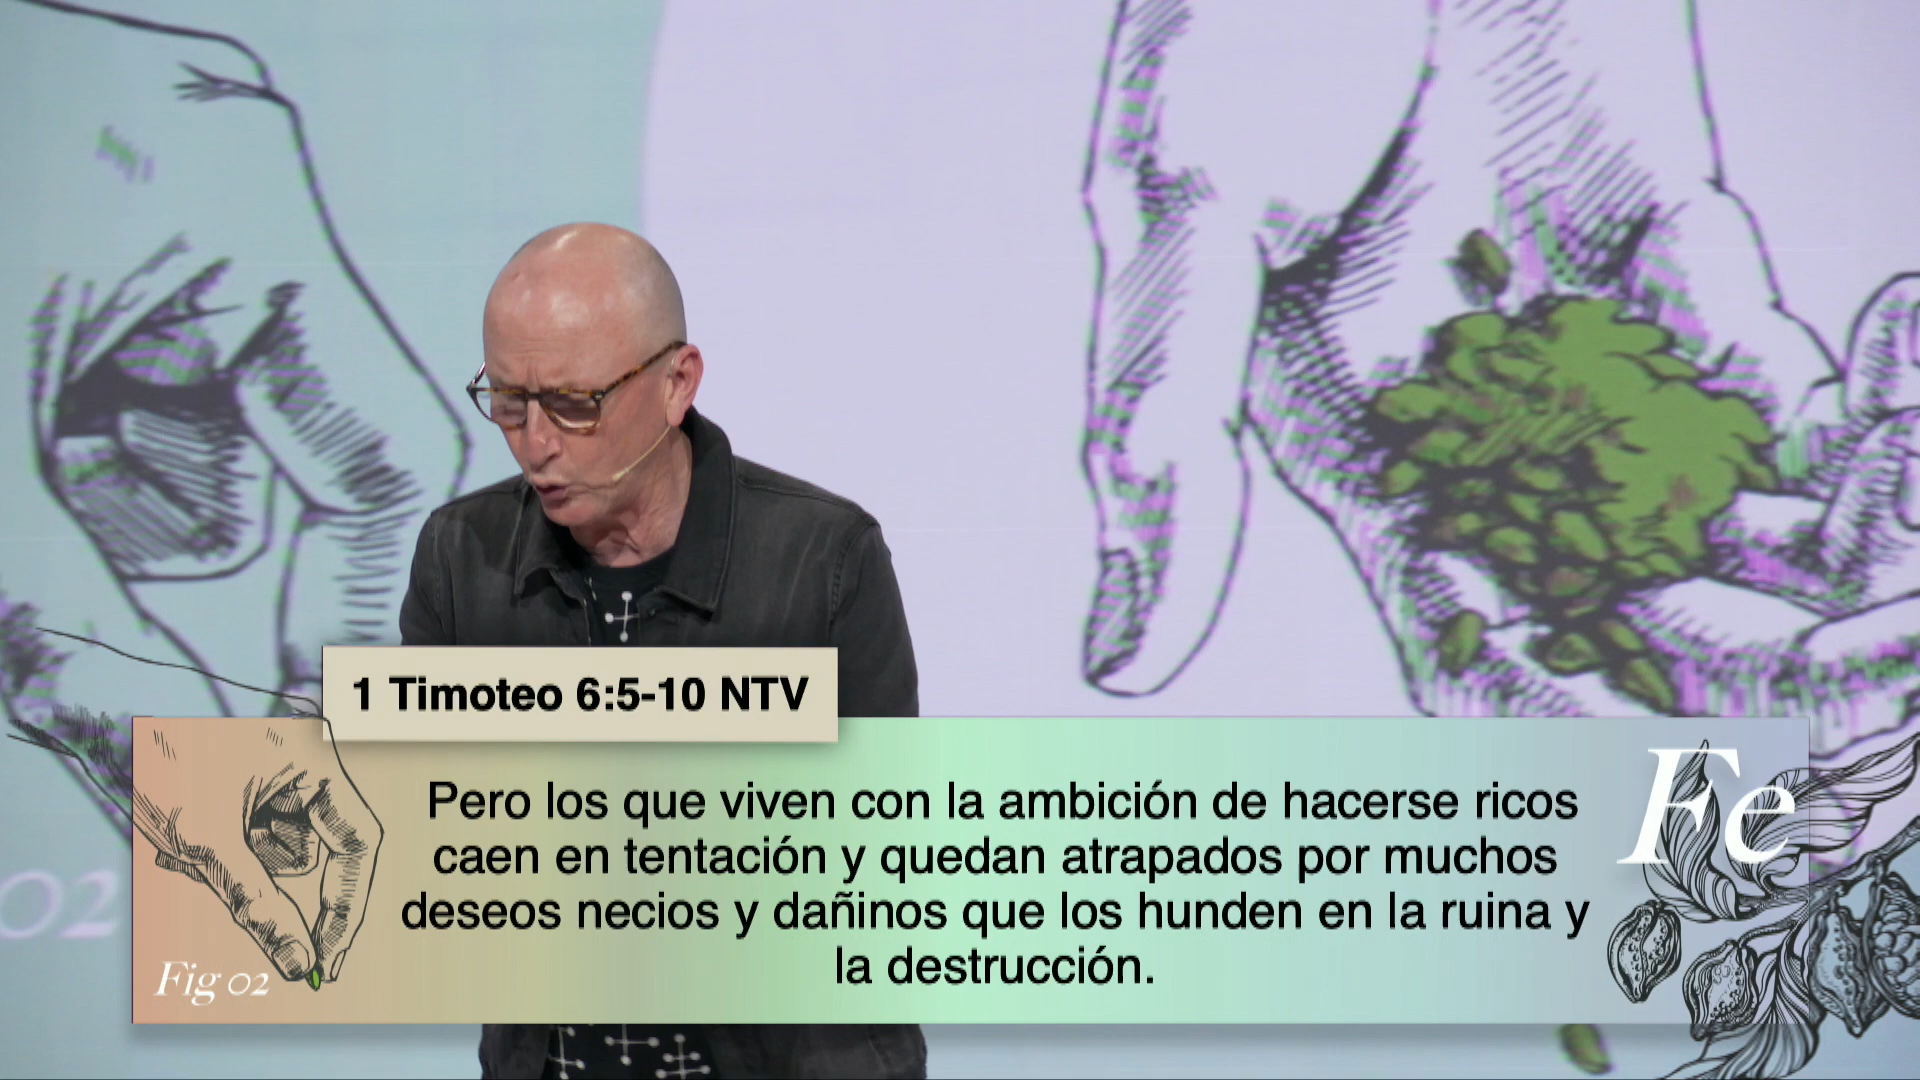 1 Timoteo 6:5-10 NTV
Pero los que viven con la ambición de hacerse ricos
caen en tentación y quedan atrapados por muchos
deseos necios y dañinos que los hunden en la ruina y
la destrucción.
Fe
Fig 02
02